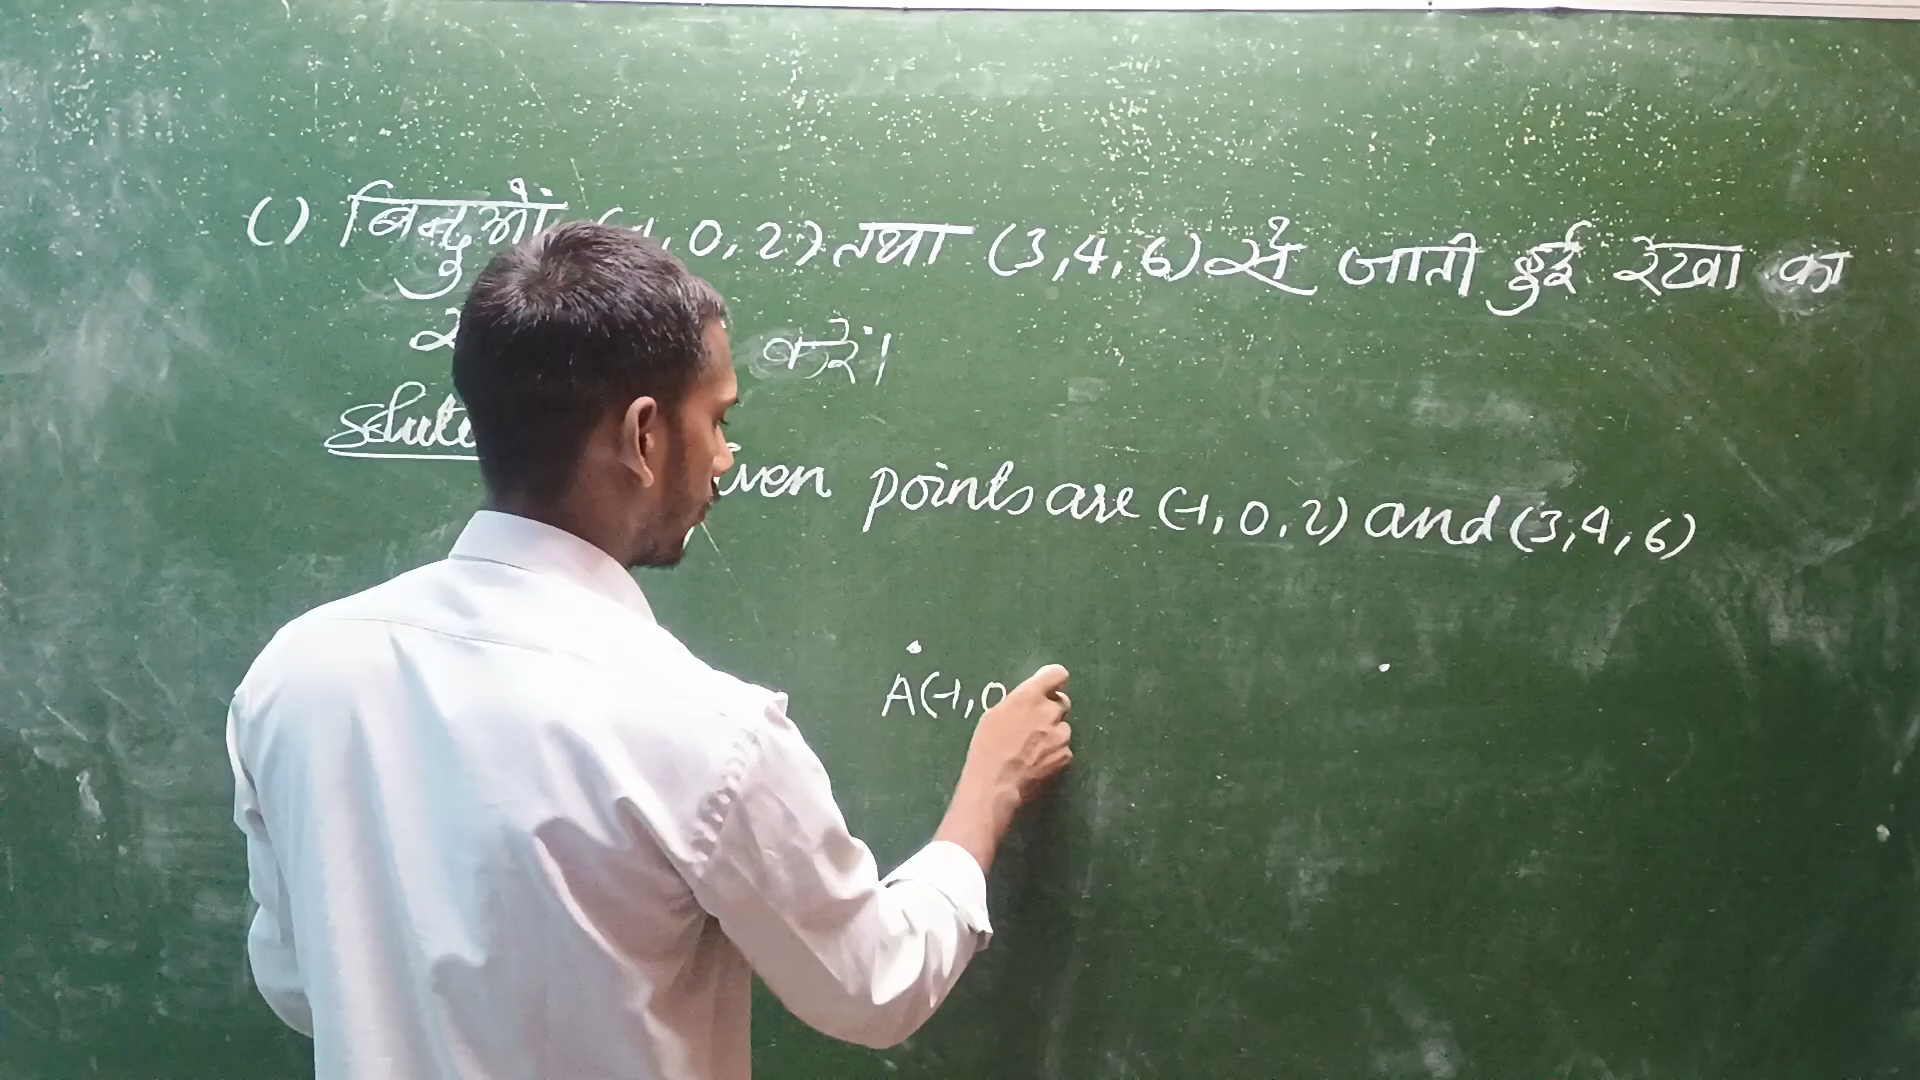 () बिन्दुओं (-1, 0, 2) तथा (3, 4, 6) से जाती हुई रेखा का
करें।
points are (-1, 0, 2) and (3, 4, 6)
A(-1, 0